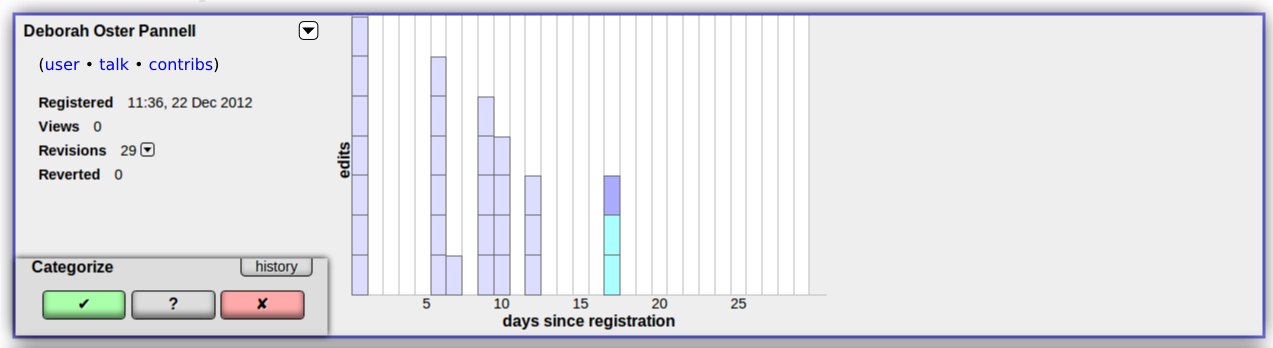 Deborah Oster Pannell
(user • talk • contribs)
Registered 11:36, 22 Dec 2012
Views 0
Revisions 29
Reverted 0
Categorize
history
✔ ? ✘
edits
5 10 15 20 25
days since registration